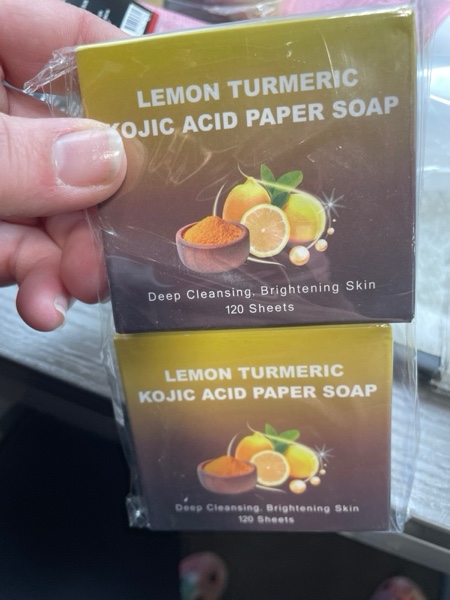 LEMON TURMERIC
KOJIC ACID PAPER SOAP
Deep Cleansing, Brightening Skin
120 Sheets
LEMON TURMERIC
KOJIC ACID PAPER SOAP
Deep Cleansing, Brightening Skin
120 Sheets